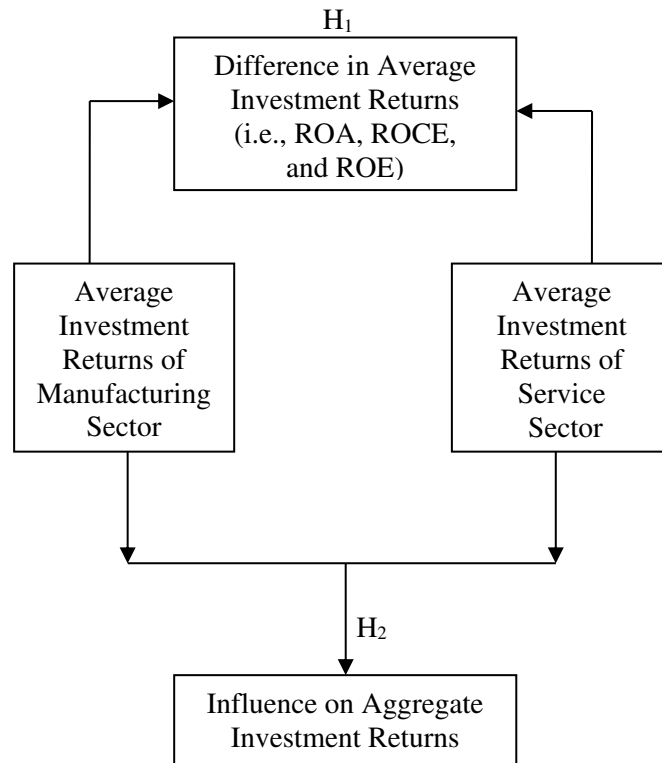 H₁
Difference in Average
Investment Returns
(i.e., ROA, ROCE,
and ROE)
Average
Investment
Returns of
Manufacturing
Sector
Average
Investment
Returns of
Service
Sector
H₂
Influence on Aggregate
Investment Returns